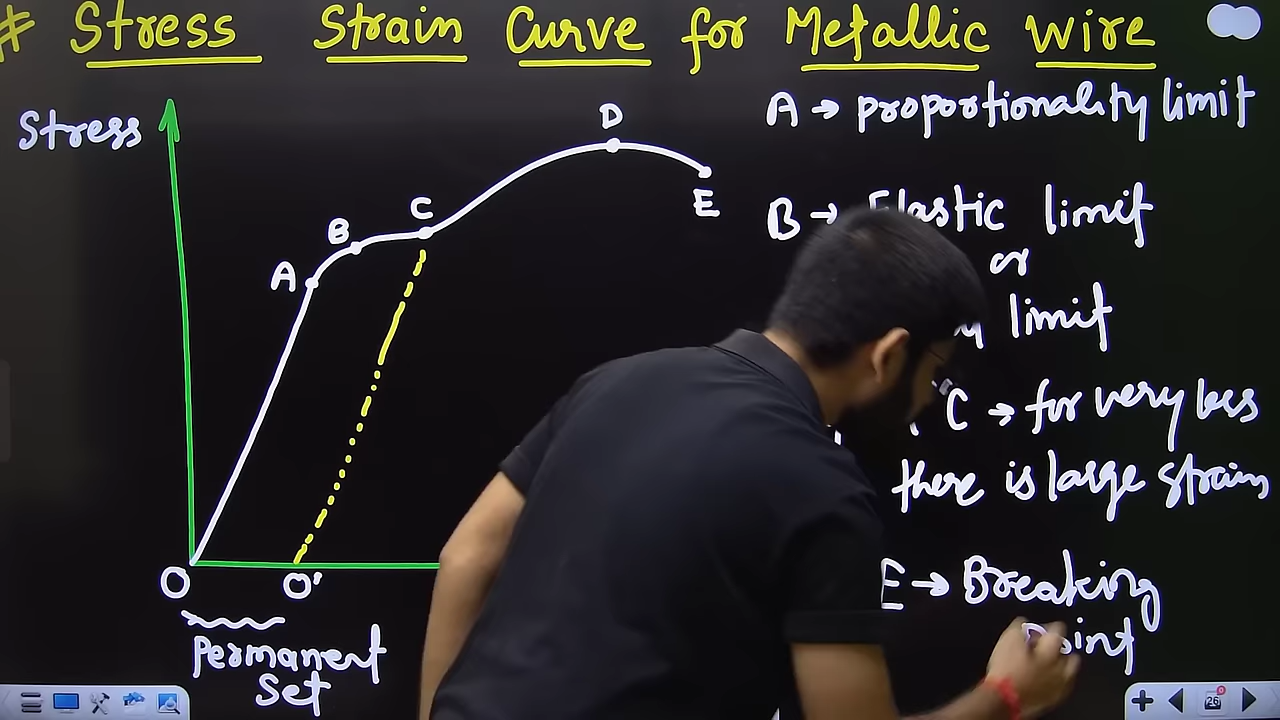 # Stress Strain Curve for Metallic wire
Stress
A → proportionality limit
D
E
C
B
A
B → Elastic limit
or
limit
C → for very less
there is large strain
O
O'
E → Breaking
Point
Permanent
Set
26